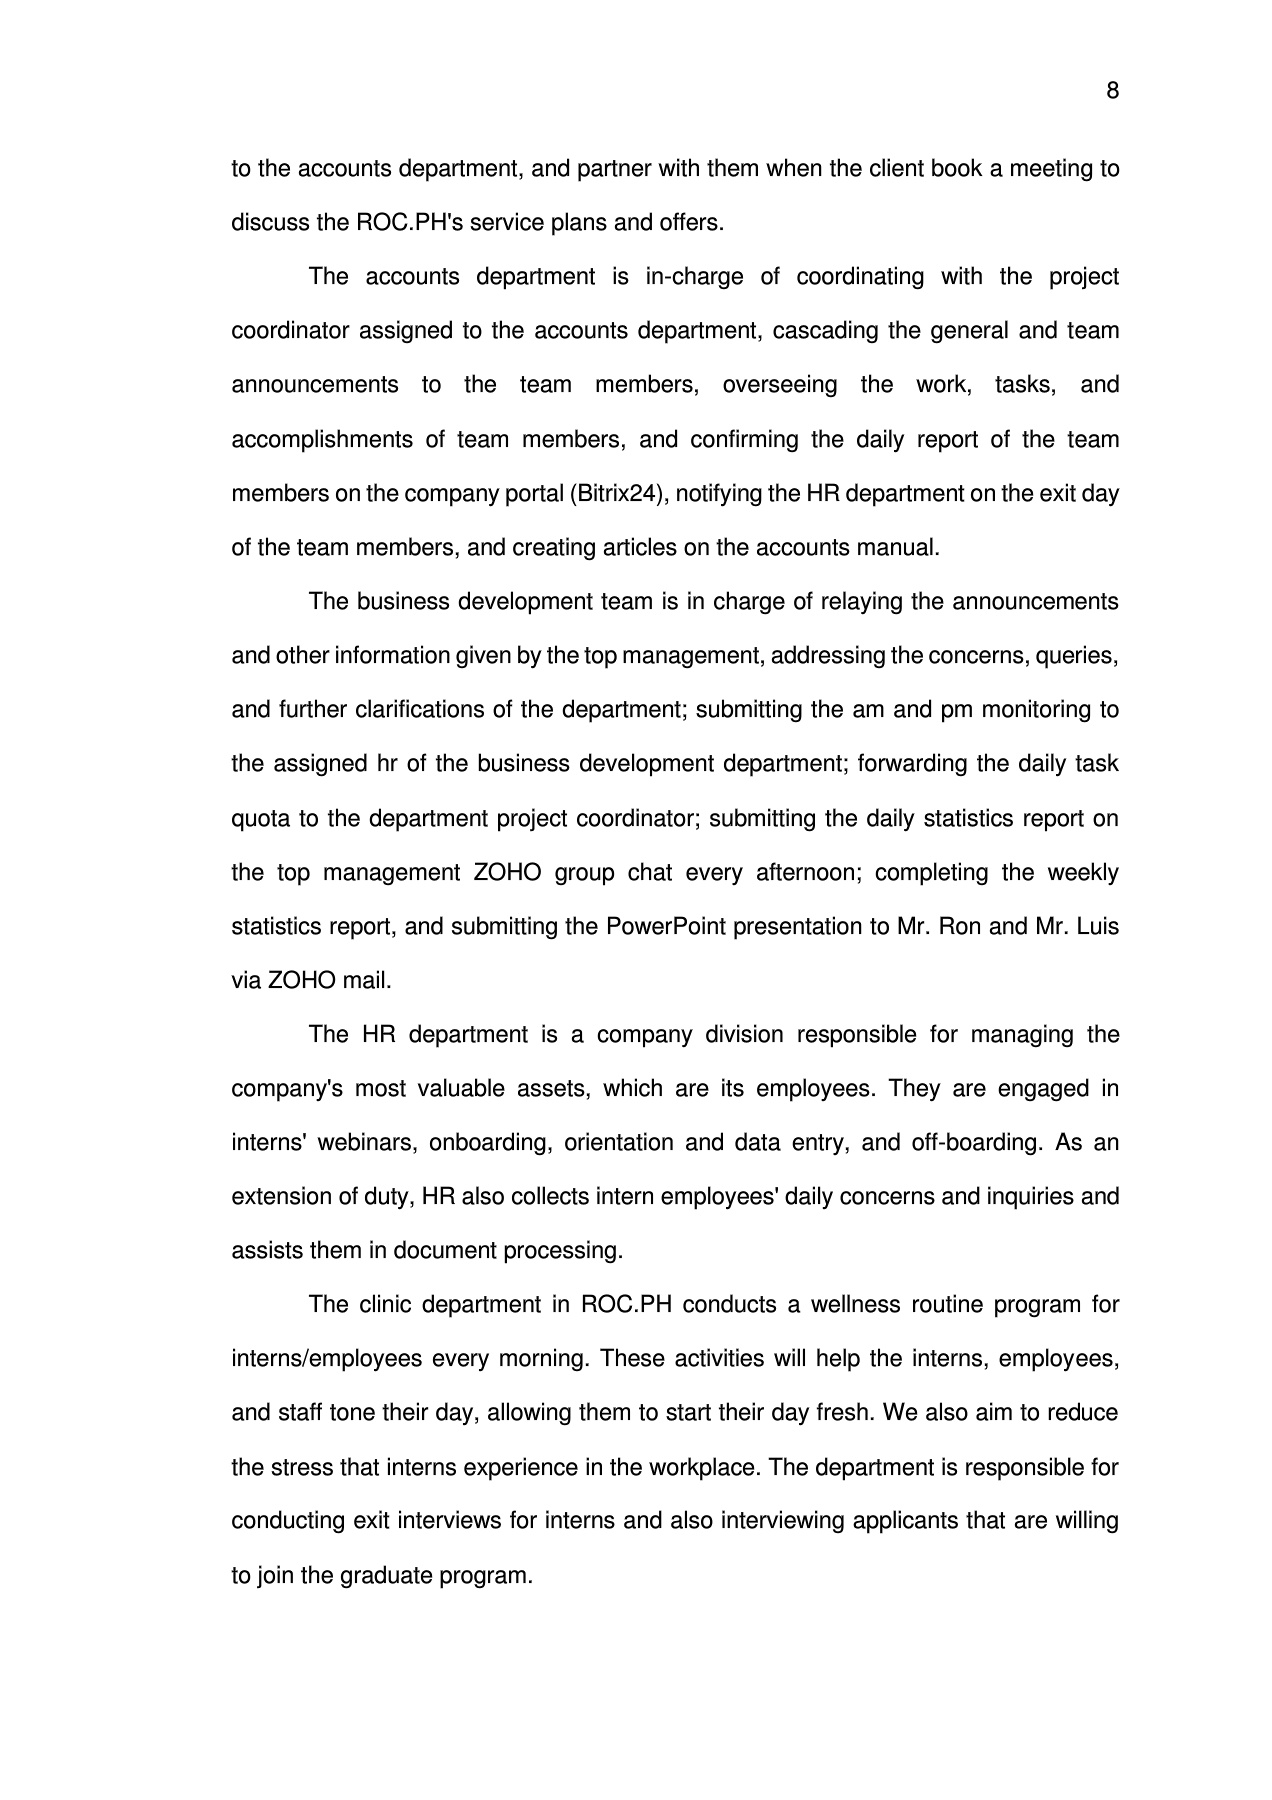 8
to the accounts department, and partner with them when the client book a meeting to
discuss the ROC.PH's service plans and offers.
The accounts department is in-charge of coordinating with the project
coordinator assigned to the accounts department, cascading the general and team
announcements to the team members, overseeing the work, tasks, and
accomplishments of team members, and confirming the daily report of the team
members on the company portal (Bitrix24), notifying the HR department on the exit day
of the team members, and creating articles on the accounts manual.
The business development team is in charge of relaying the announcements
and other information given by the top management, addressing the concerns, queries,
and further clarifications of the department; submitting the am and pm monitoring to
the assigned hr of the business development department; forwarding the daily task
quota to the department project coordinator; submitting the daily statistics report on
the top management ZOHO group chat every afternoon; completing the weekly
statistics report, and submitting the PowerPoint presentation to Mr. Ron and Mr. Luis
via ZOHO mail.
The HR department is a company division responsible for managing the
company's most valuable assets, which are its employees. They are engaged in
interns' webinars, onboarding, orientation and data entry, and off-boarding. As an
extension of duty, HR also collects intern employees' daily concerns and inquiries and
assists them in document processing.
The clinic department in ROC.PH conducts a wellness routine program for
interns/employees every morning. These activities will help the interns, employees,
and staff tone their day, allowing them to start their day fresh. We also aim to reduce
the stress that interns experience in the workplace. The department is responsible for
conducting exit interviews for interns and also interviewing applicants that are willing
to join the graduate program.